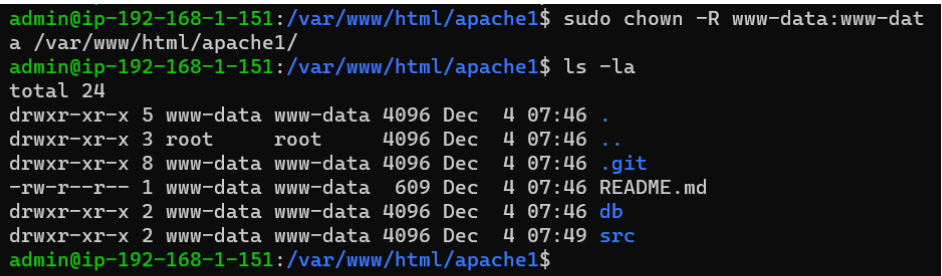 admin@ip-192-168-1-151:/var/www/html/apache1$ sudo chown -R www-data:www-dat
a /var/www/html/apache1/
admin@ip-192-168-1-151:/var/www/html/apache1$ ls -la
total 24
drwxr-xr-x 5 www-data www-data 4096 Dec  4 07:46 .
drwxr-xr-x 3 root     root     4096 Dec  4 07:46 ..
drwxr-xr-x 8 www-data www-data 4096 Dec  4 07:46 .git
-rw-r--r-- 1 www-data www-data  609 Dec  4 07:46 README.md
drwxr-xr-x 2 www-data www-data 4096 Dec  4 07:46 db
drwxr-xr-x 2 www-data www-data 4096 Dec  4 07:49 src
admin@ip-192-168-1-151:/var/www/html/apache1$